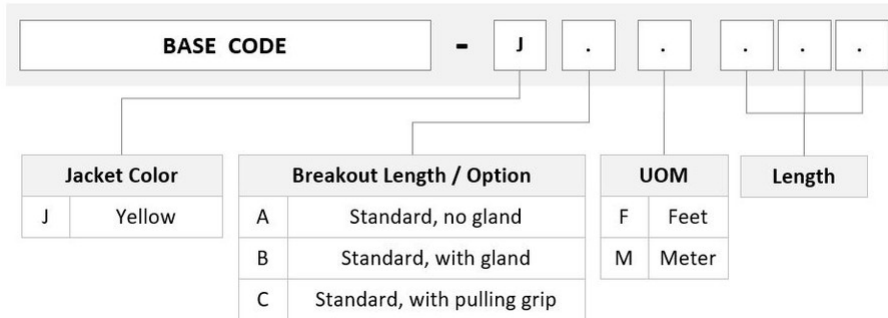 BASE CODE - J . . . . .
Jacket Color
J Yellow
Breakout Length / Option
A Standard, no gland
B Standard, with gland
C Standard, with pulling grip
UOM
F Feet
M Meter
Length